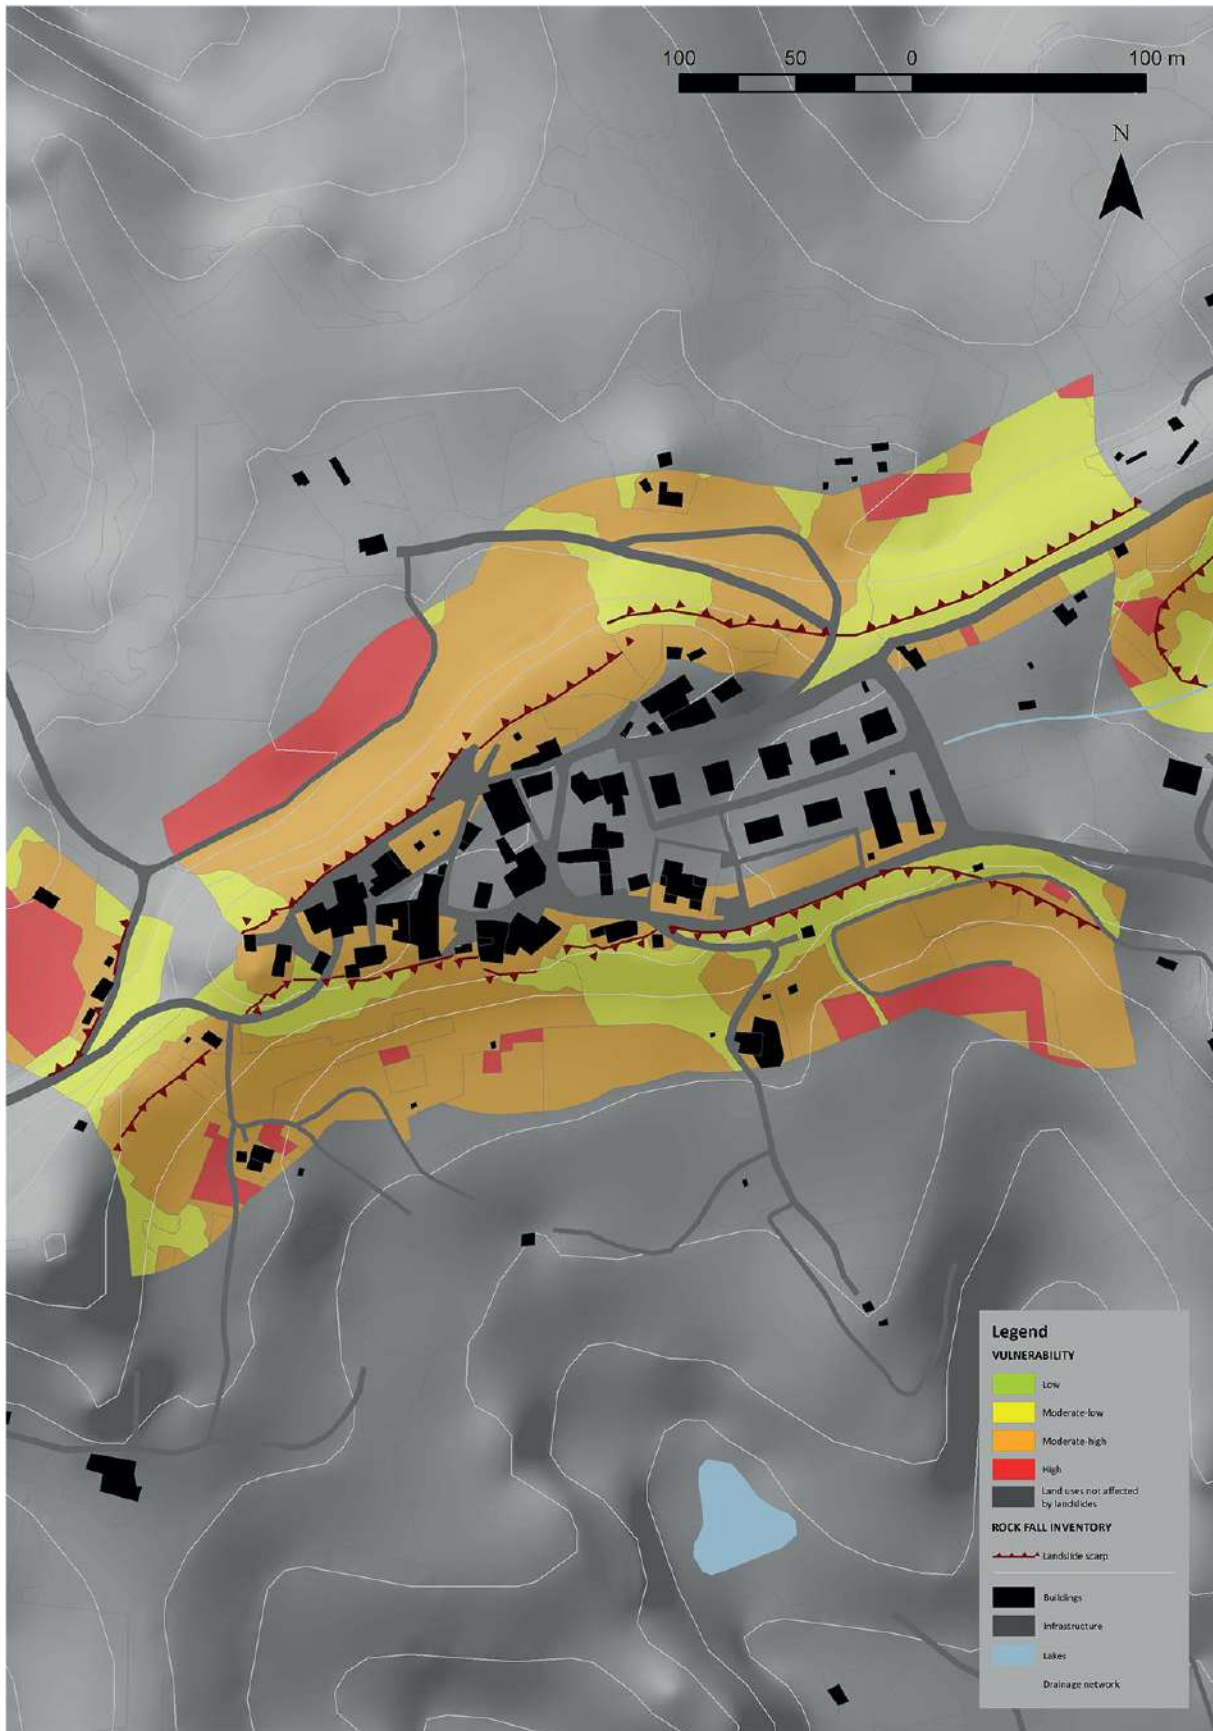 100 50 0 100 m
N
Legend
VULNERABILITY
Low
Moderate-low
Moderate-high
High
Land uses not affected
by landslides
ROCK FALL INVENTORY
Landslide scarp
Buildings
Infrastructure
Lakes
Drainage network